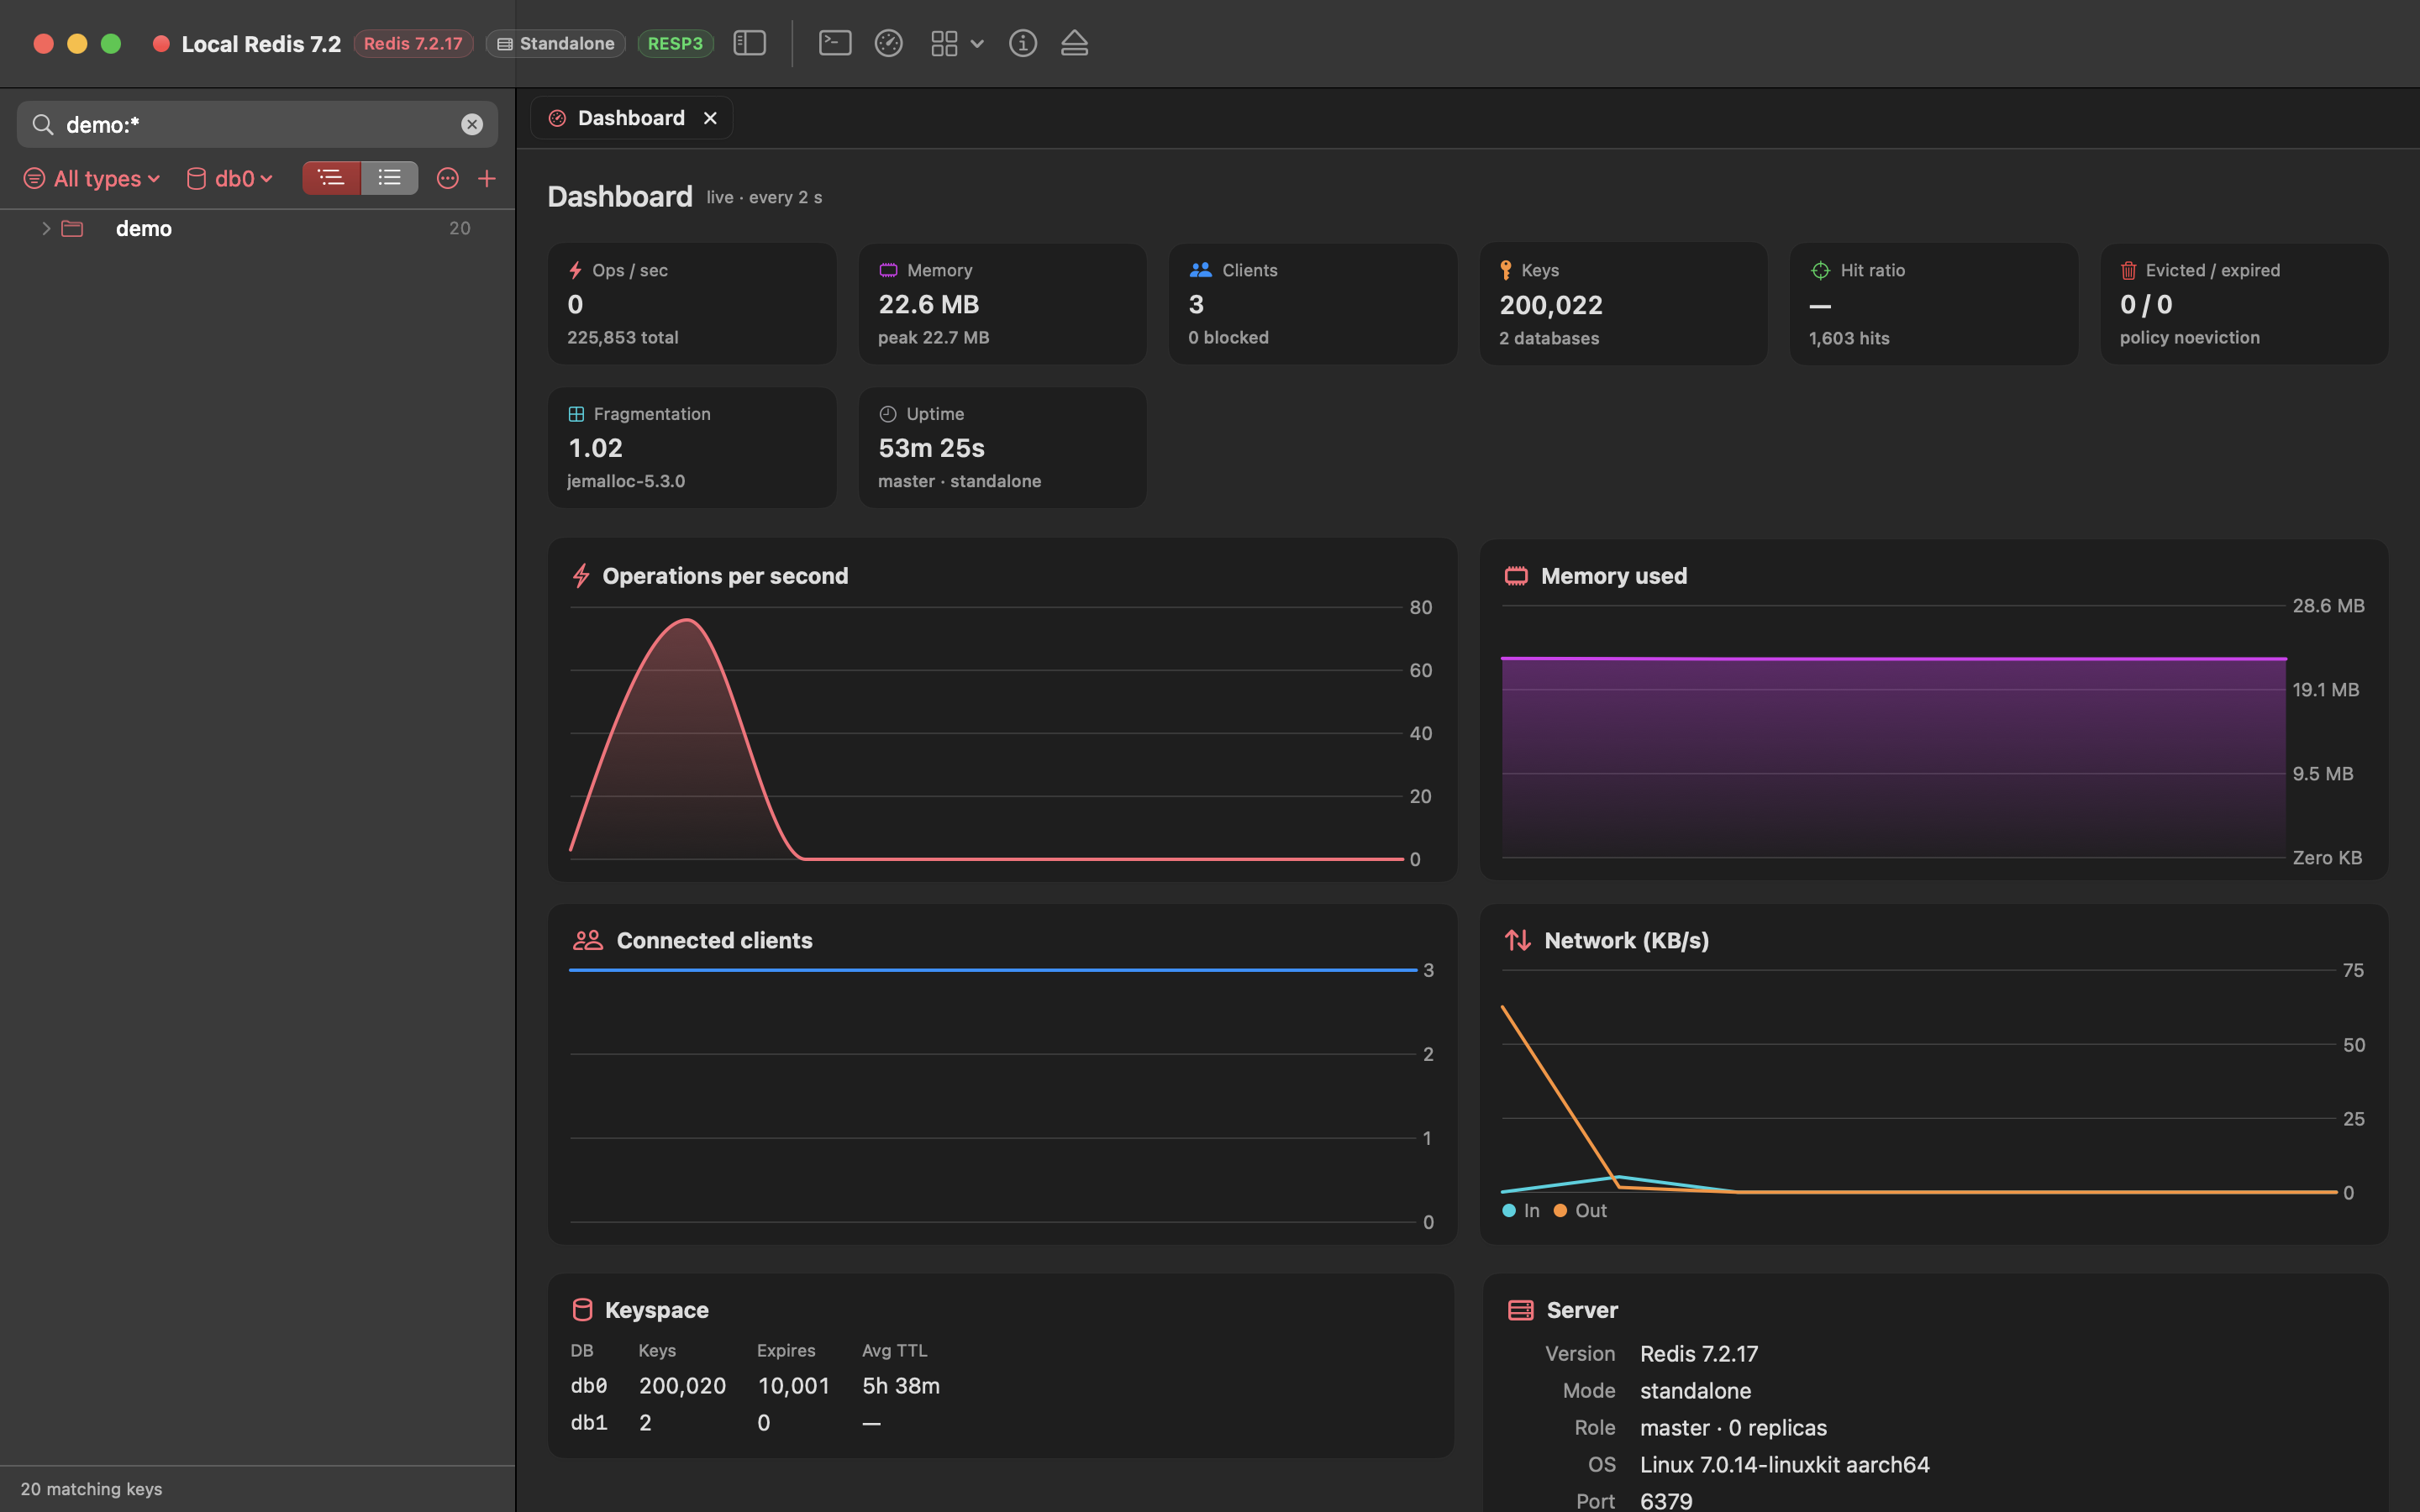 Local Redis 7.2 Redis 7.2.17 Standalone RESP3
demo:*
All types db0
demo 20
20 matching keys
Dashboard
Dashboard live · every 2 s
Ops / sec
0
225,853 total
Memory
22.6 MB
peak 22.7 MB
Clients
3
0 blocked
Keys
200,022
2 databases
Hit ratio
—
1,603 hits
Evicted / expired
0 / 0
policy noeviction
Fragmentation
1.02
jemalloc-5.3.0
Uptime
53m 25s
master · standalone
Operations per second
80
60
40
20
0
Memory used
28.6 MB
19.1 MB
9.5 MB
Zero KB
Connected clients
3
2
1
0
Network (KB/s)
75
50
25
0
In Out
Keyspace
DB Keys Expires Avg TTL
db0 200,020 10,001 5h 38m
db1 2 0 —
Server
Version Redis 7.2.17
Mode standalone
Role master · 0 replicas
OS Linux 7.0.14-linuxkit aarch64
Port 6379